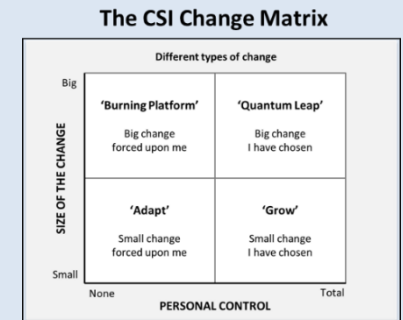 The CSI Change Matrix
Different types of change
Big
'Burning Platform'
Big change
forced upon me
'Quantum Leap'
Big change
I have chosen
SIZE OF THE CHANGE
'Adapt'
Small change
forced upon me
'Grow'
Small change
I have chosen
Small
None
Total
PERSONAL CONTROL